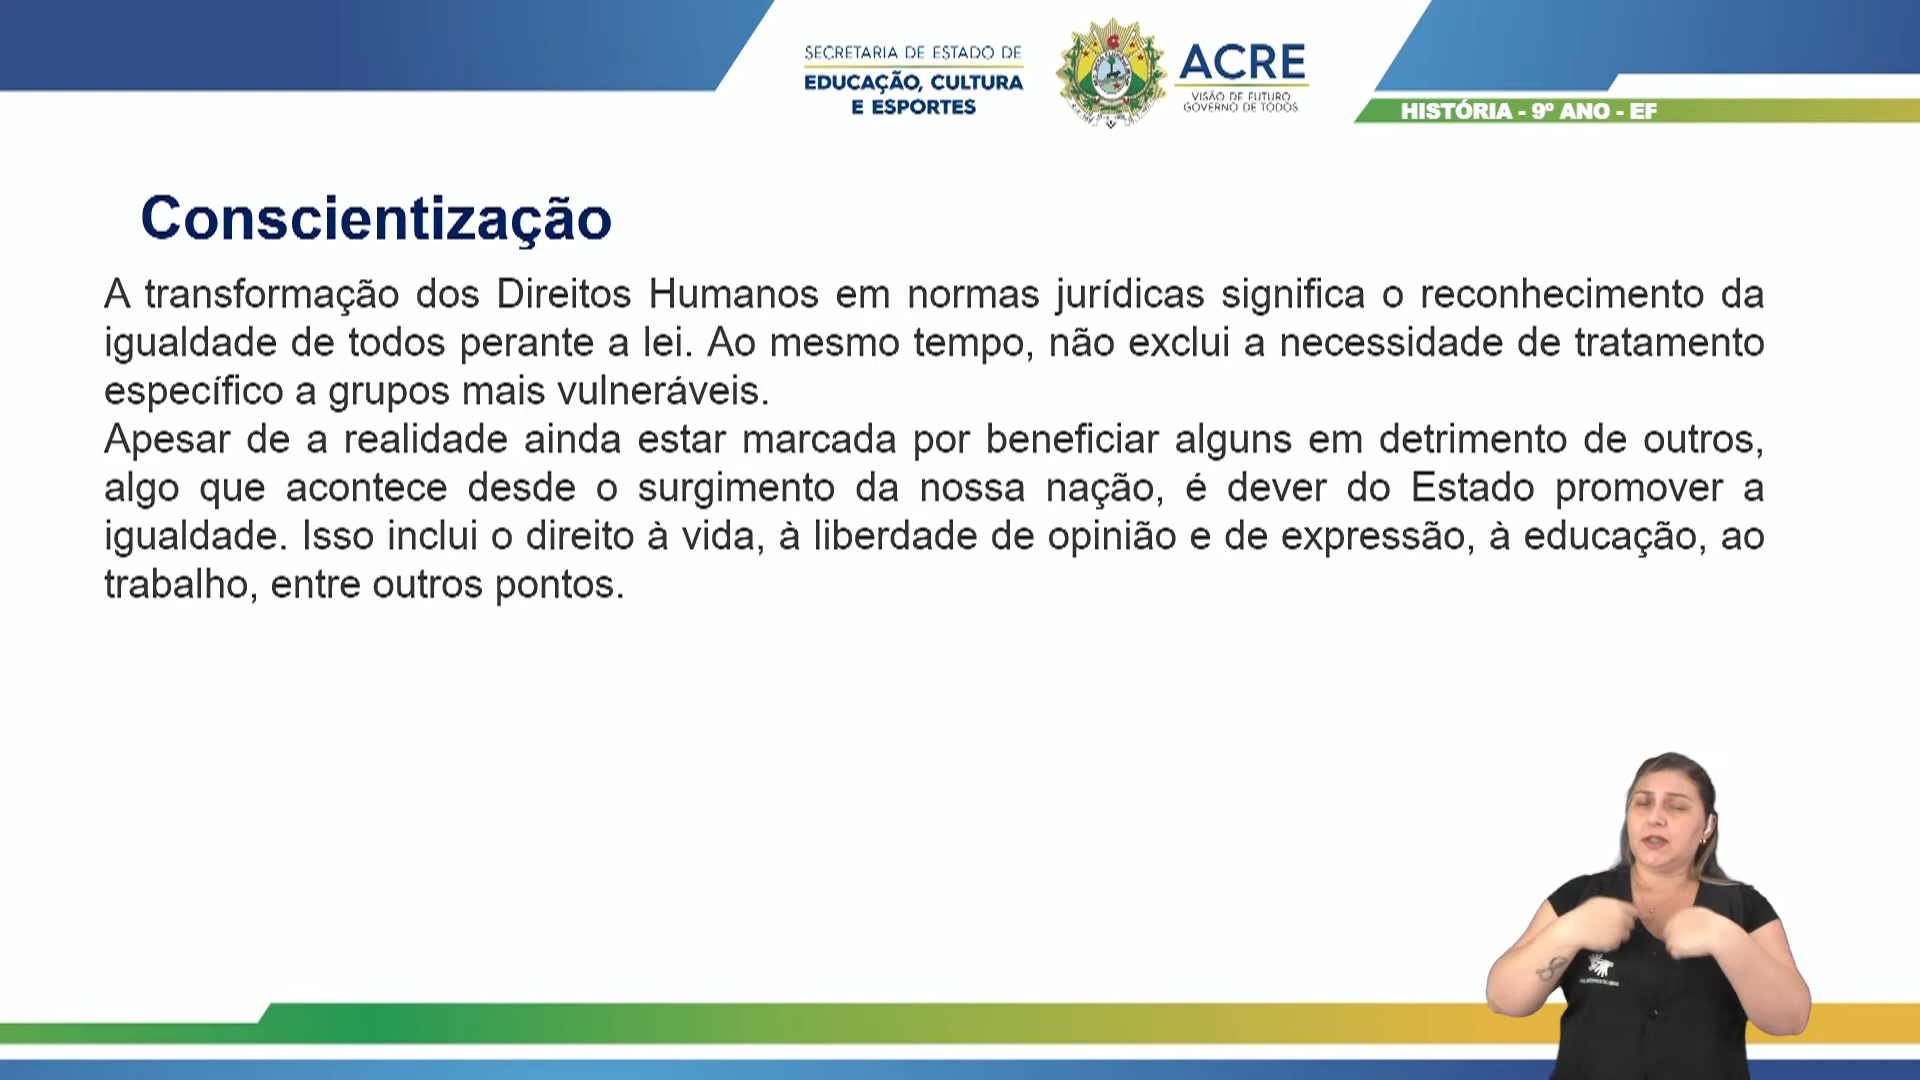 SECRETARIA DE ESTADO DE
EDUCAÇÃO, CULTURA
E ESPORTES
ACRE
VISÃO DE FUTURO
GOVERNO DE TODOS
HISTÓRIA - 9º ANO - EF
Conscientização
A transformação dos Direitos Humanos em normas jurídicas significa o reconhecimento da
igualdade de todos perante a lei. Ao mesmo tempo, não exclui a necessidade de tratamento
específico a grupos mais vulneráveis.
Apesar de a realidade ainda estar marcada por beneficiar alguns em detrimento de outros,
algo que acontece desde o surgimento da nossa nação, é dever do Estado promover a
igualdade. Isso inclui o direito à vida, à liberdade de opinião e de expressão, à educação, ao
trabalho, entre outros pontos.